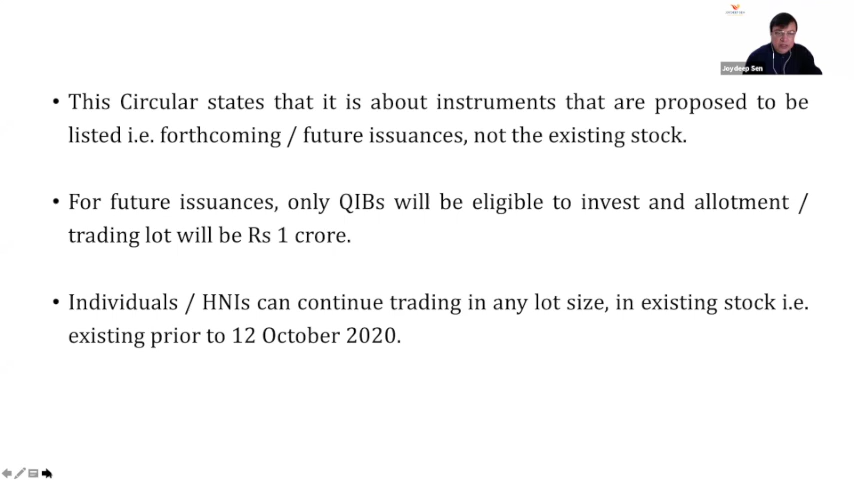 • This Circular states that it is about instruments that are proposed to be
listed i.e. forthcoming / future issuances, not the existing stock.
• For future issuances, only QIBs will be eligible to invest and allotment /
trading lot will be Rs 1 crore.
• Individuals / HNIs can continue trading in any lot size, in existing stock i.e.
existing prior to 12 October 2020.
Joydeep Sen